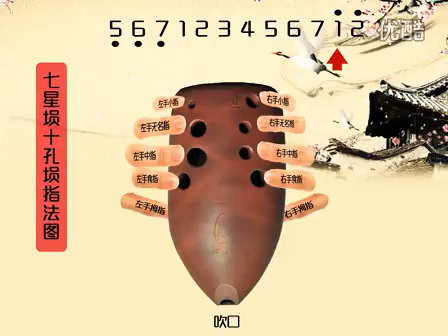 5 6 7 1 2 3 4 5 6 7 1 2
优酷
七星埙十孔埙指法图
左手小指
右手小指
左手无名指
右手无名指
左手中指
右手中指
左手食指
右手食指
左手拇指
右手拇指
吹口